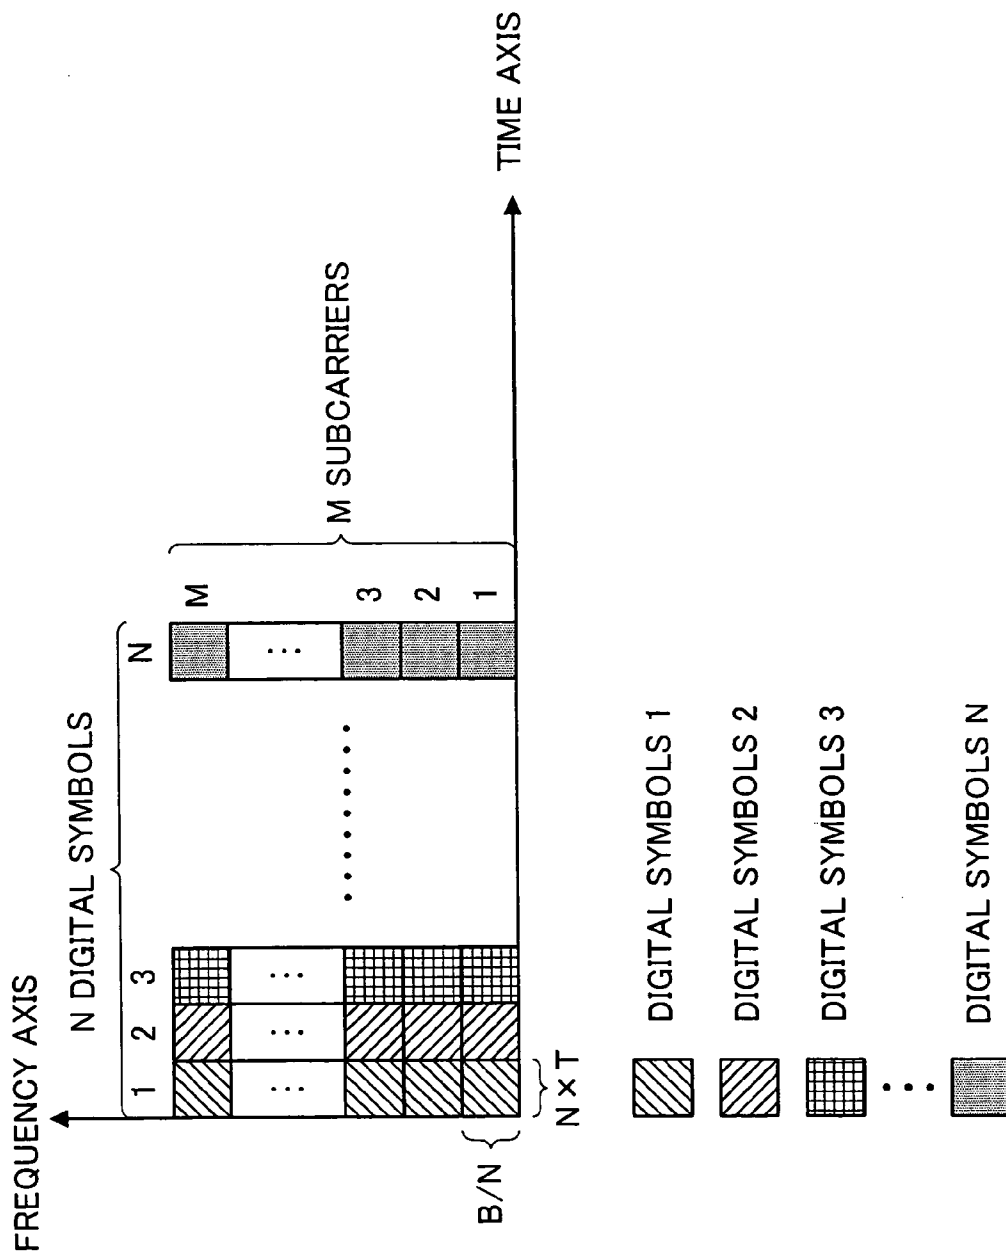 FREQUENCY AXIS
N DIGITAL SYMBOLS
1 2 3 N
M
3
2
1
M SUBCARRIERS
B/N
N×T
TIME AXIS
DIGITAL SYMBOLS 1
DIGITAL SYMBOLS 2
DIGITAL SYMBOLS 3
DIGITAL SYMBOLS N